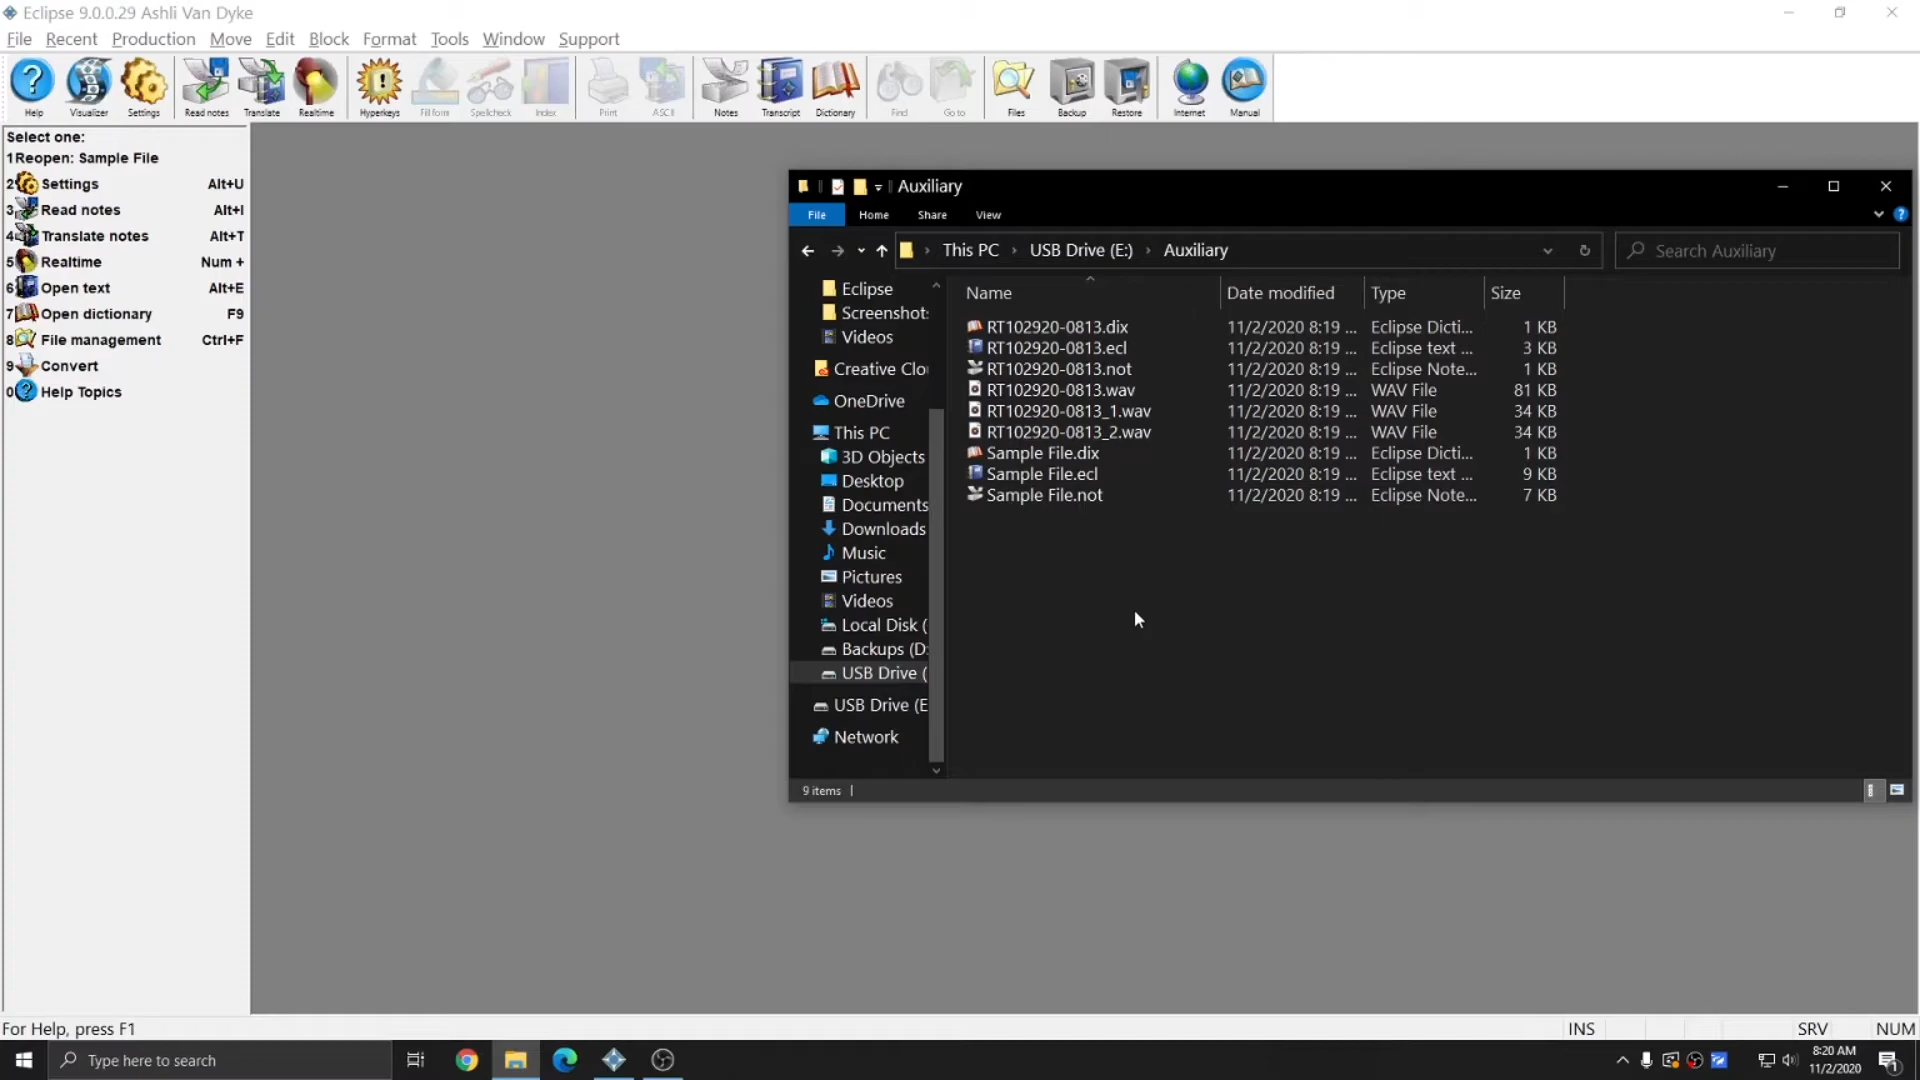 Eclipse 9.0.0.29 Ashli Van Dyke
File Recent Production Move Edit Block Format Tools Window Support
Help Visualizer Settings Read notes Translate Realtime Hyperkeys Fill form Spellcheck Index Print ASCII Notes Transcript Dictionary Find Go to Files Backup Restore Internet Manual
Select one:
1 Reopen: Sample File
2 Settings Alt+U
3 Read notes Alt+I
4 Translate notes Alt+T
5 Realtime Num +
6 Open text Alt+E
7 Open dictionary F9
8 File management Ctrl+F
9 Convert
0 Help Topics
Auxiliary
File Home Share View
This PC › USB Drive (E:) › Auxiliary
Search Auxiliary
Eclipse
Screenshots
Videos
Creative Clou
OneDrive
This PC
3D Objects
Desktop
Documents
Downloads
Music
Pictures
Videos
Local Disk (
Backups (D:
USB Drive (
USB Drive (E
Network
Name Date modified Type Size
RT102920-0813.dix 11/2/2020 8:19 ... Eclipse Dicti... 1 KB
RT102920-0813.ecl 11/2/2020 8:19 ... Eclipse text ... 3 KB
RT102920-0813.not 11/2/2020 8:19 ... Eclipse Note... 1 KB
RT102920-0813.wav 11/2/2020 8:19 ... WAV File 81 KB
RT102920-0813_1.wav 11/2/2020 8:19 ... WAV File 34 KB
RT102920-0813_2.wav 11/2/2020 8:19 ... WAV File 34 KB
Sample File.dix 11/2/2020 8:19 ... Eclipse Dicti... 1 KB
Sample File.ecl 11/2/2020 8:19 ... Eclipse text ... 9 KB
Sample File.not 11/2/2020 8:19 ... Eclipse Note... 7 KB
9 items
For Help, press F1 INS SRV NUM
Type here to search
8:20 AM
11/2/2020
1